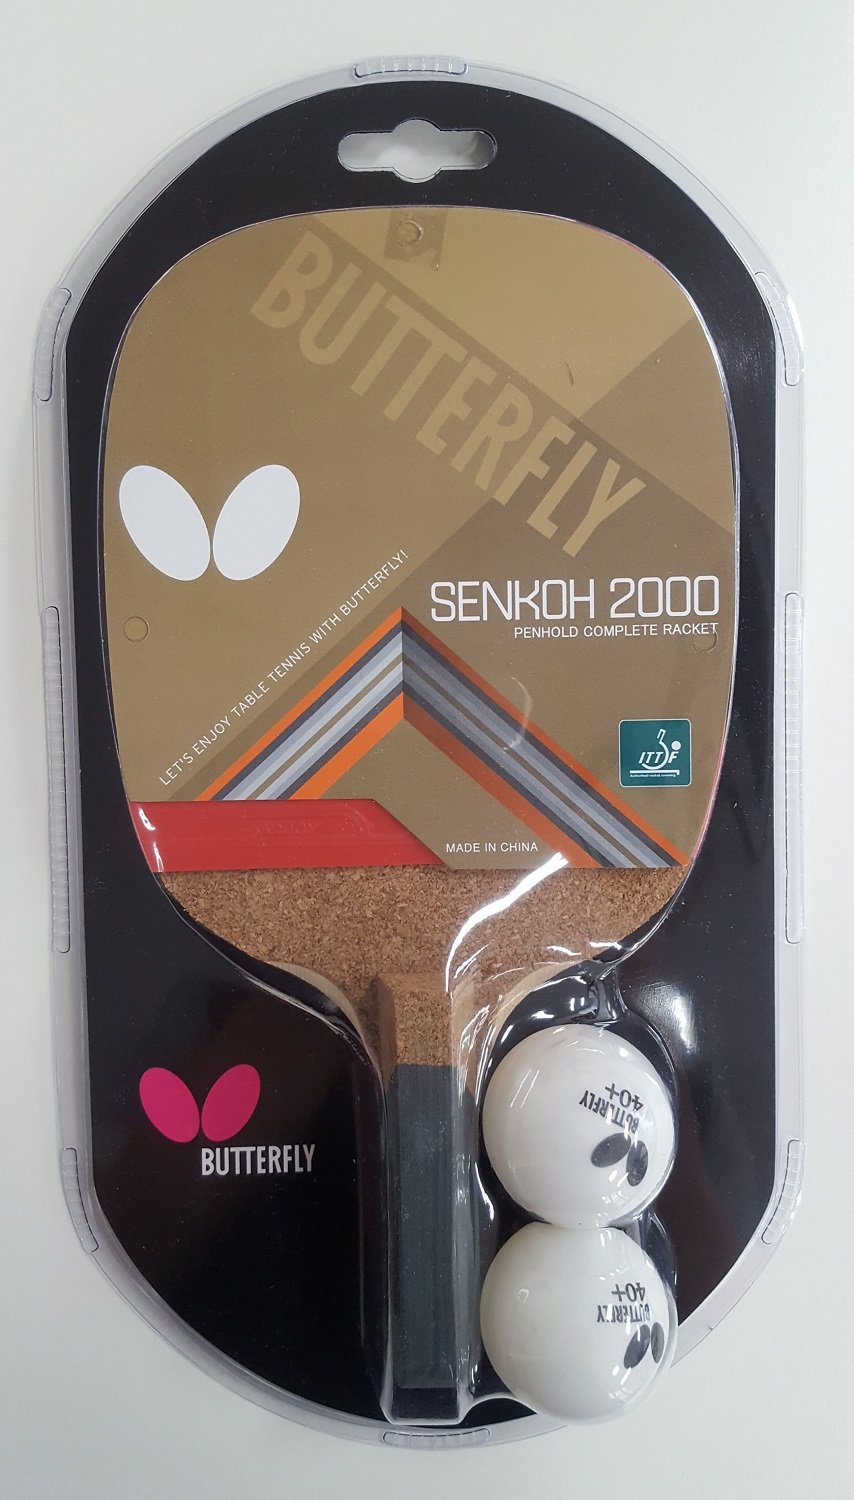 BUTTERFLY
SENKOH 2000
PENHOLD COMPLETE RACKET
LET'S ENJOY TABLE TENNIS WITH BUTTERFLY!
ITTF
MADE IN CHINA
BUTTERFLY
BUTTERFLY
40+
BUTTERFLY
40+